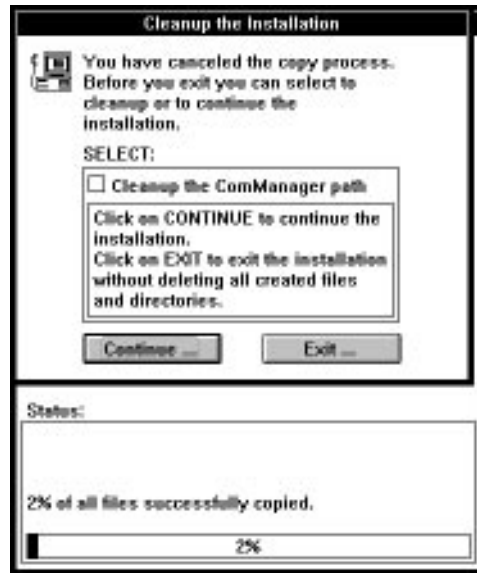 Cleanup the Installation
You have canceled the copy process.
Before you exit you can select to
cleanup or to continue the
installation.
SELECT:
Cleanup the ComManager path
Click on CONTINUE to continue the
installation.
Click on EXIT to exit the installation
without deleting all created files
and directories.
Continue ...
Exit ...
Status:
2% of all files successfully copied.
2%